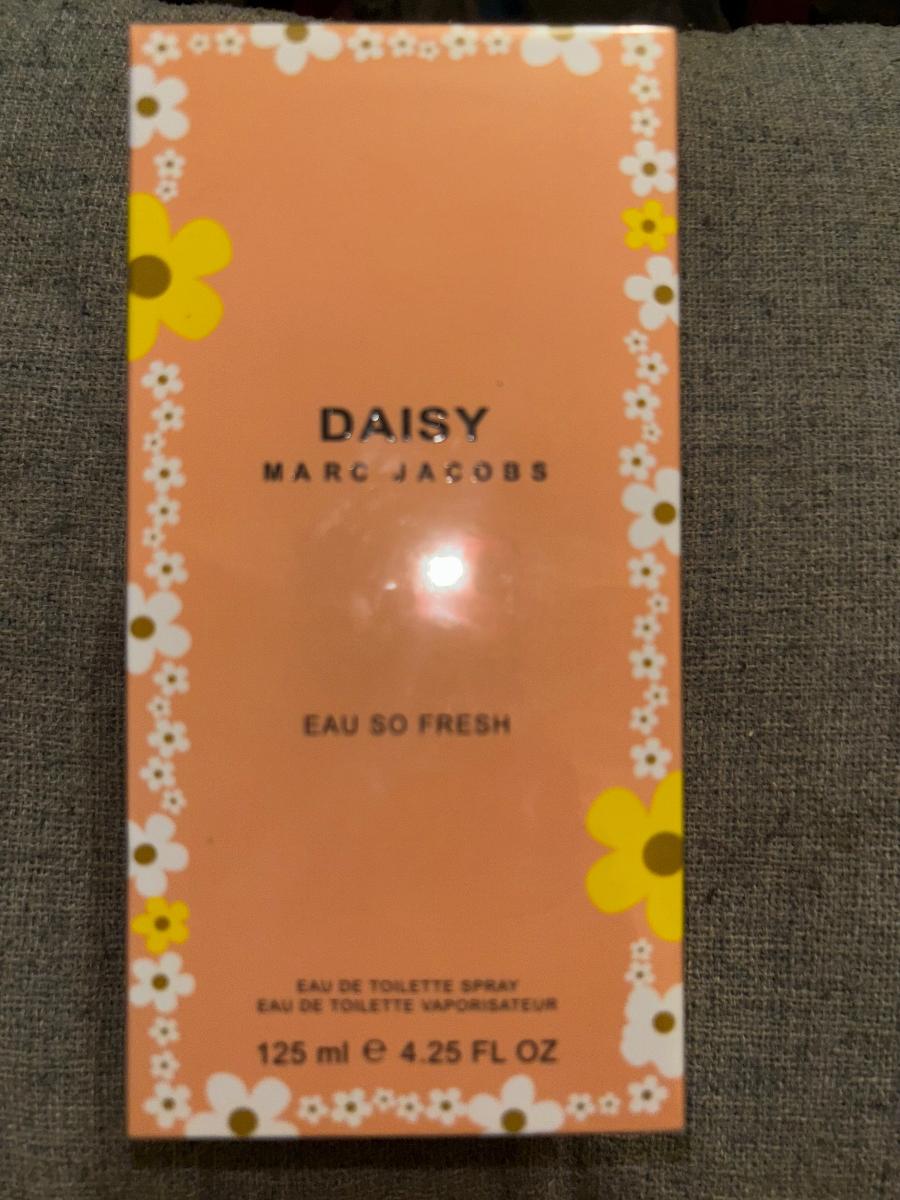 DAISY
MARC JACOBS
EAU SO FRESH
EAU DE TOILETTE SPRAY
EAU DE TOILETTE VAPORISATEUR
125 ml ℮ 4.25 FL OZ